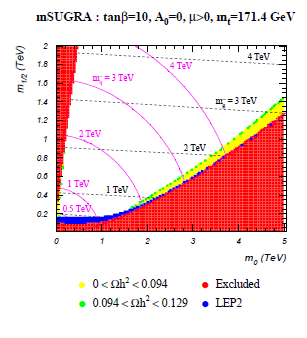 mSUGRA : tanβ=10, A₀=0, μ>0, mₜ=171.4 GeV
m₁/₂ (TeV)
2
1.8
1.6
1.4
1.2
1
0.8
0.6
0.4
0.2
4 TeV
4 TeV
= 3 TeV
= 3 TeV
2 TeV
2 TeV
1 TeV
1 TeV
0.5 TeV
0 1 2 3 4 5
m₀ (TeV)
0 < Ωh² < 0.094
Excluded
0.094 < Ωh² < 0.129
LEP2